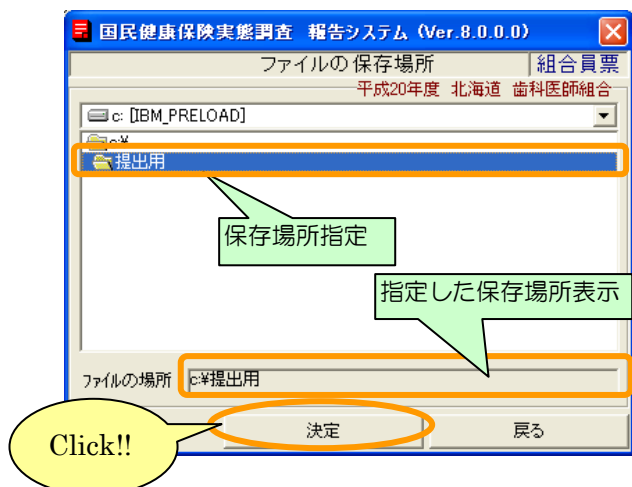 国民健康保険実態調査 報告システム (Ver.8.0.0.0)
ファイルの保存場所
組合員票
平成20年度 北海道 歯科医師組合
c: [IBM_PRELOAD]
c:¥
提出用
保存場所指定
指定した保存場所表示
ファイルの場所
c:¥提出用
決定
戻る
Click!!